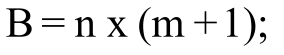 B = n x (m + 1);